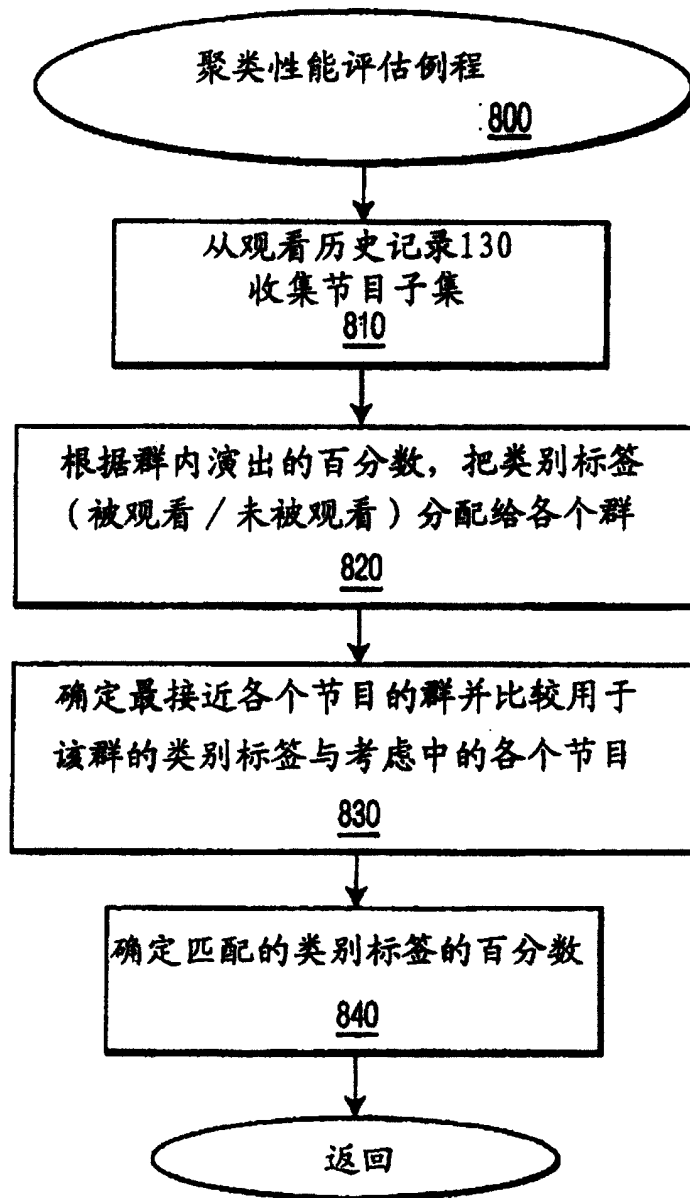 聚类性能评估例程
800
从观看历史记录130
收集节目子集
810
根据群内演出的百分数，把类别标签
（被观看／未被观看）分配给各个群
820
确定最接近各个节目的群并比较用于
该群的类别标签与考虑中的各个节目
830
确定匹配的类别标签的百分数
840
返回